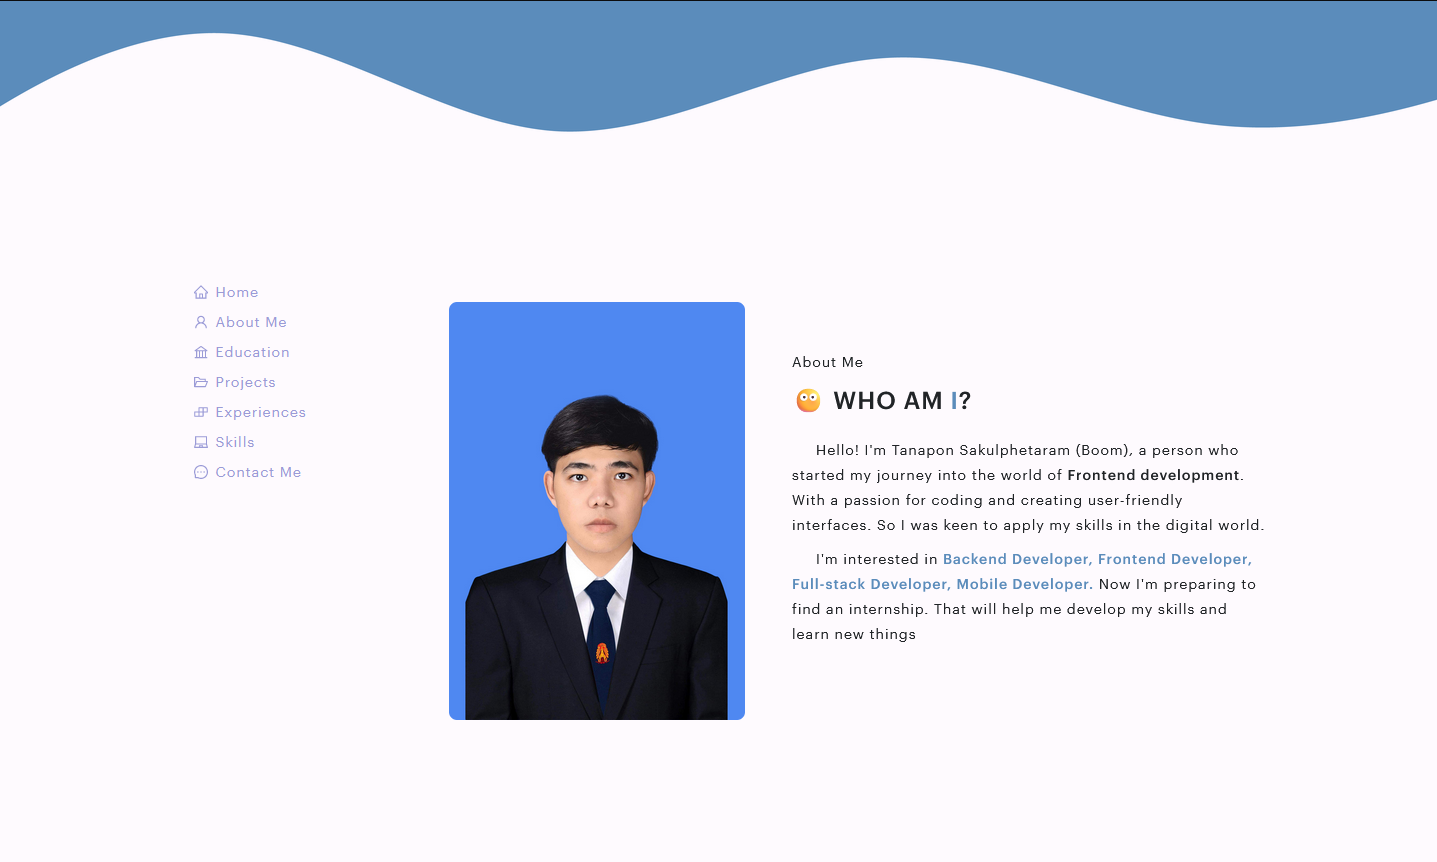 Home
About Me
Education
Projects
Experiences
Skills
Contact Me
About Me
WHO AM I?
Hello! I'm Tanapon Sakulphetaram (Boom), a person who
started my journey into the world of Frontend development.
With a passion for coding and creating user-friendly
interfaces. So I was keen to apply my skills in the digital world.
I'm interested in Backend Developer, Frontend Developer,
Full-stack Developer, Mobile Developer. Now I'm preparing to
find an internship. That will help me develop my skills and
learn new things